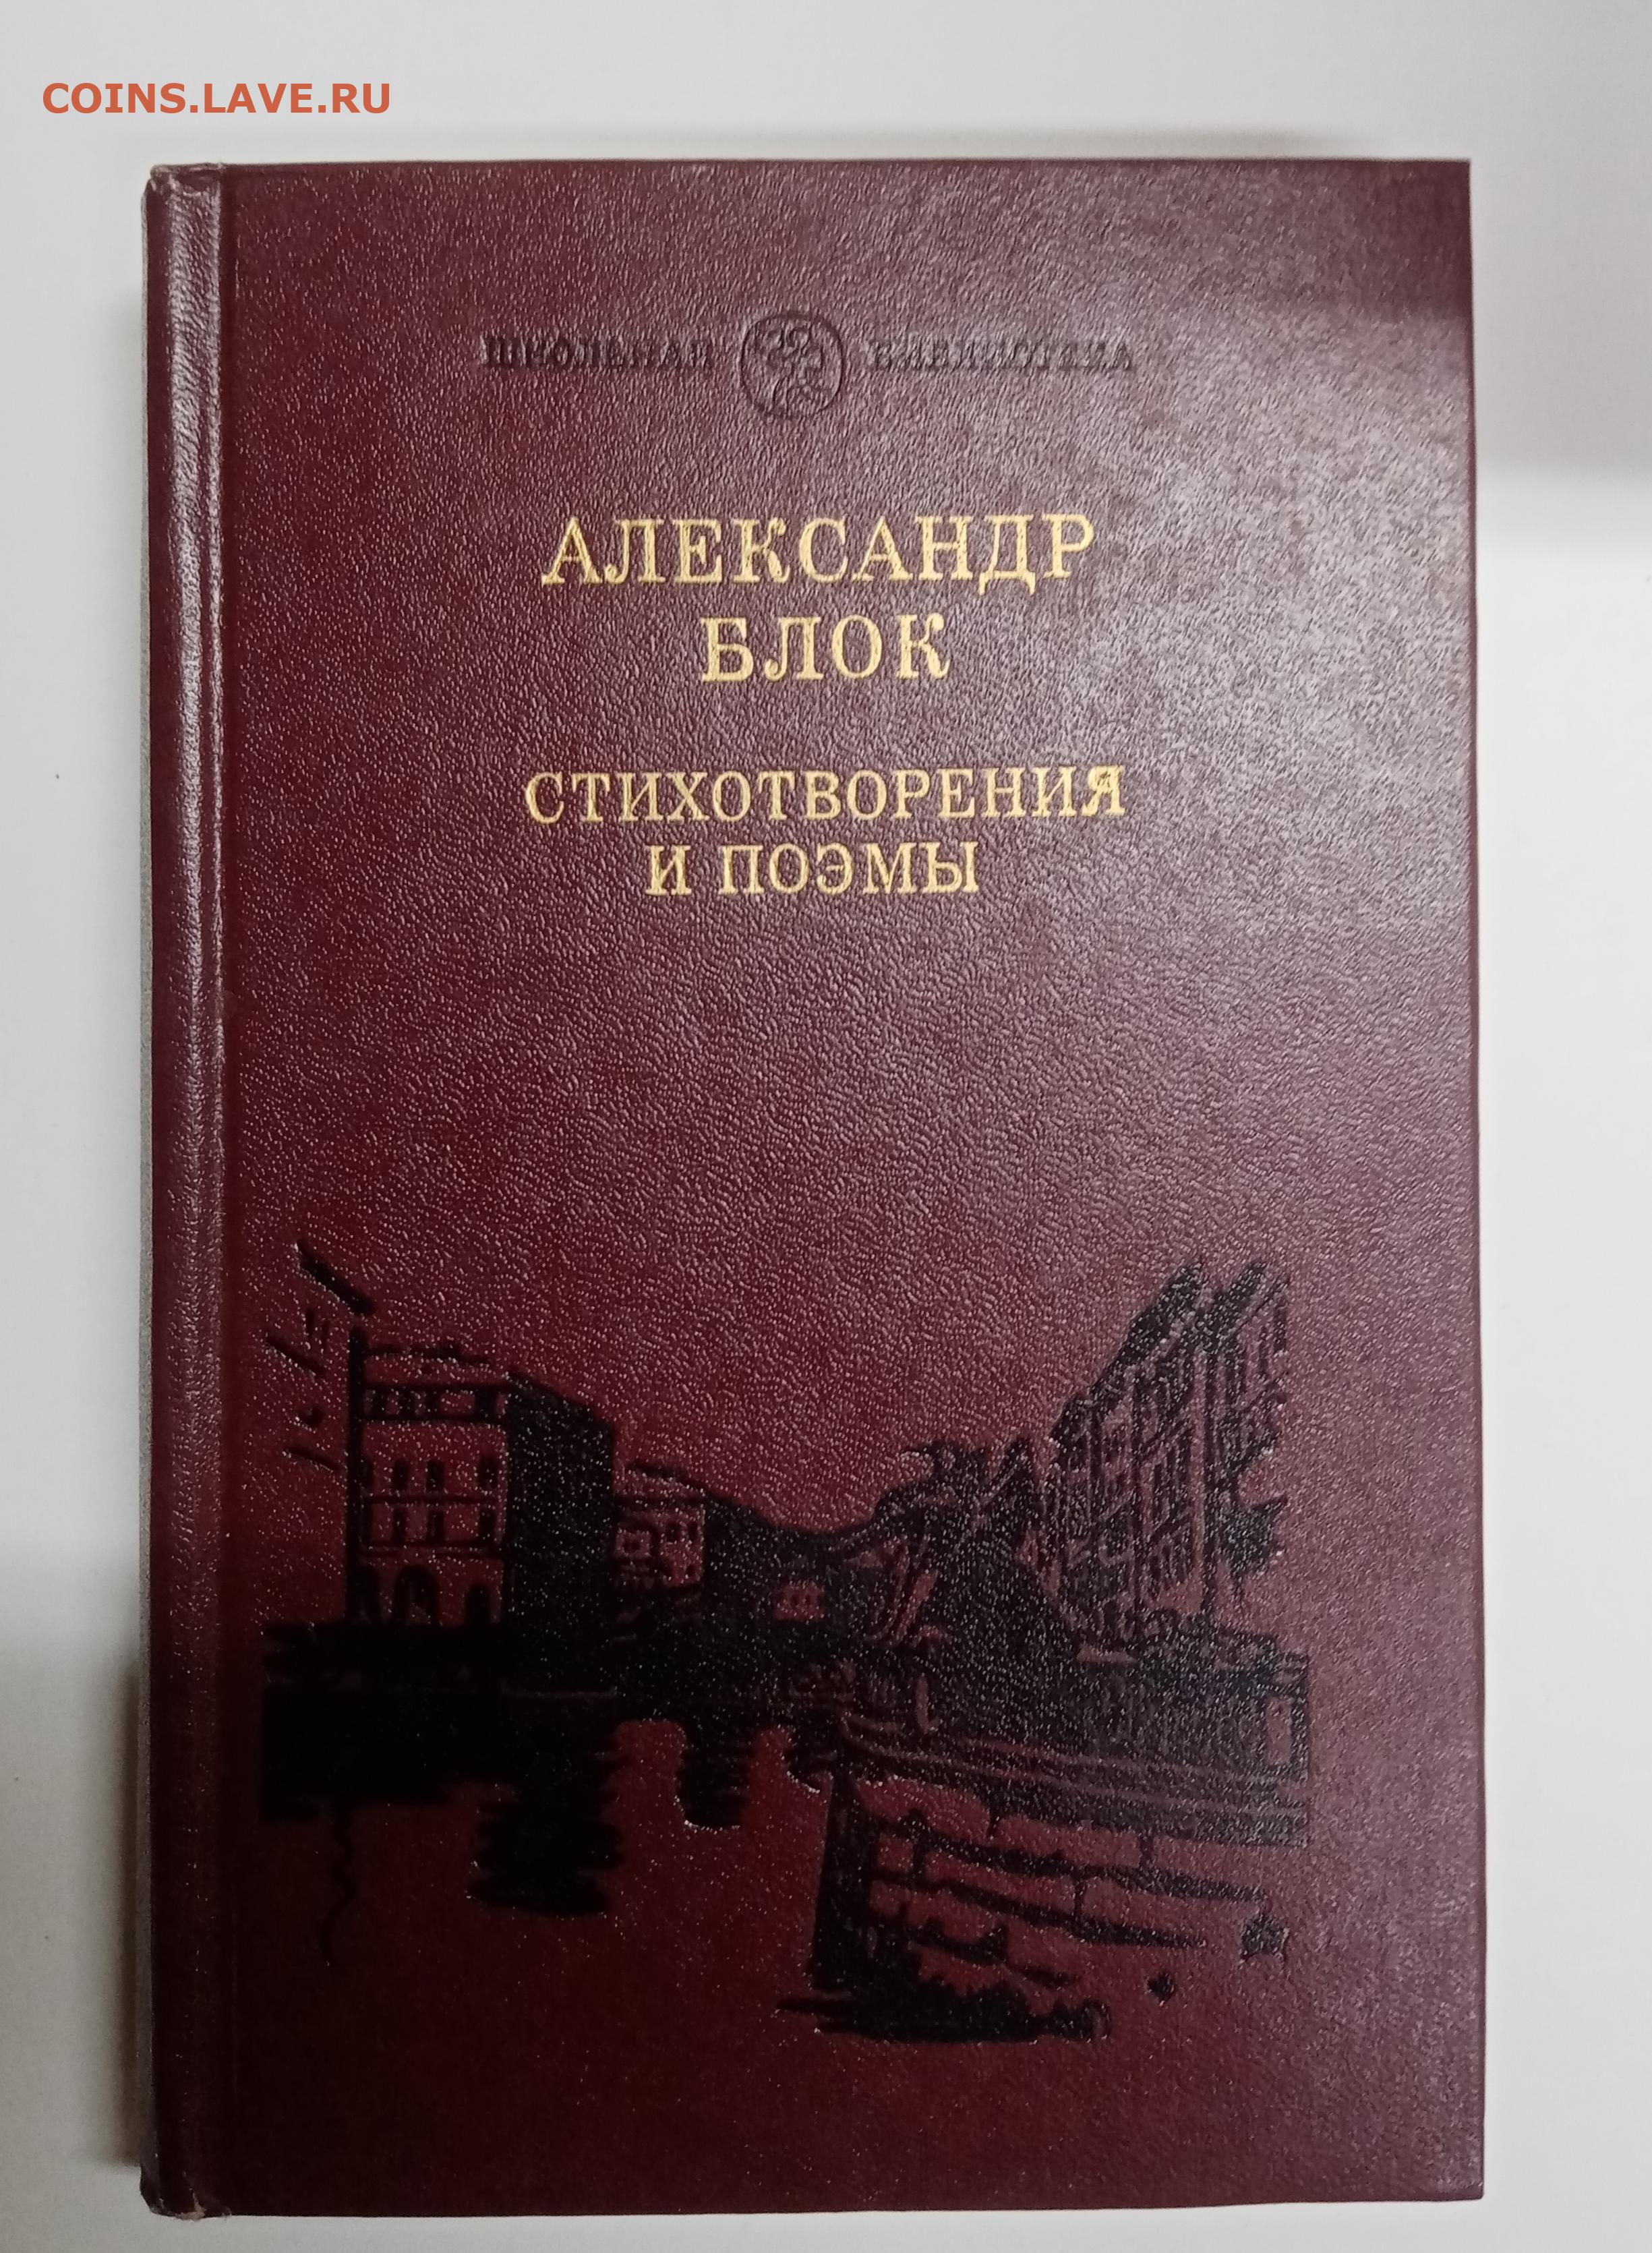 COINS.LAVE.RU
ШКОЛЬНАЯ БИБЛИОТЕКА
АЛЕКСАНДР
БЛОК
СТИХОТВОРЕНИЯ
И ПОЭМЫ